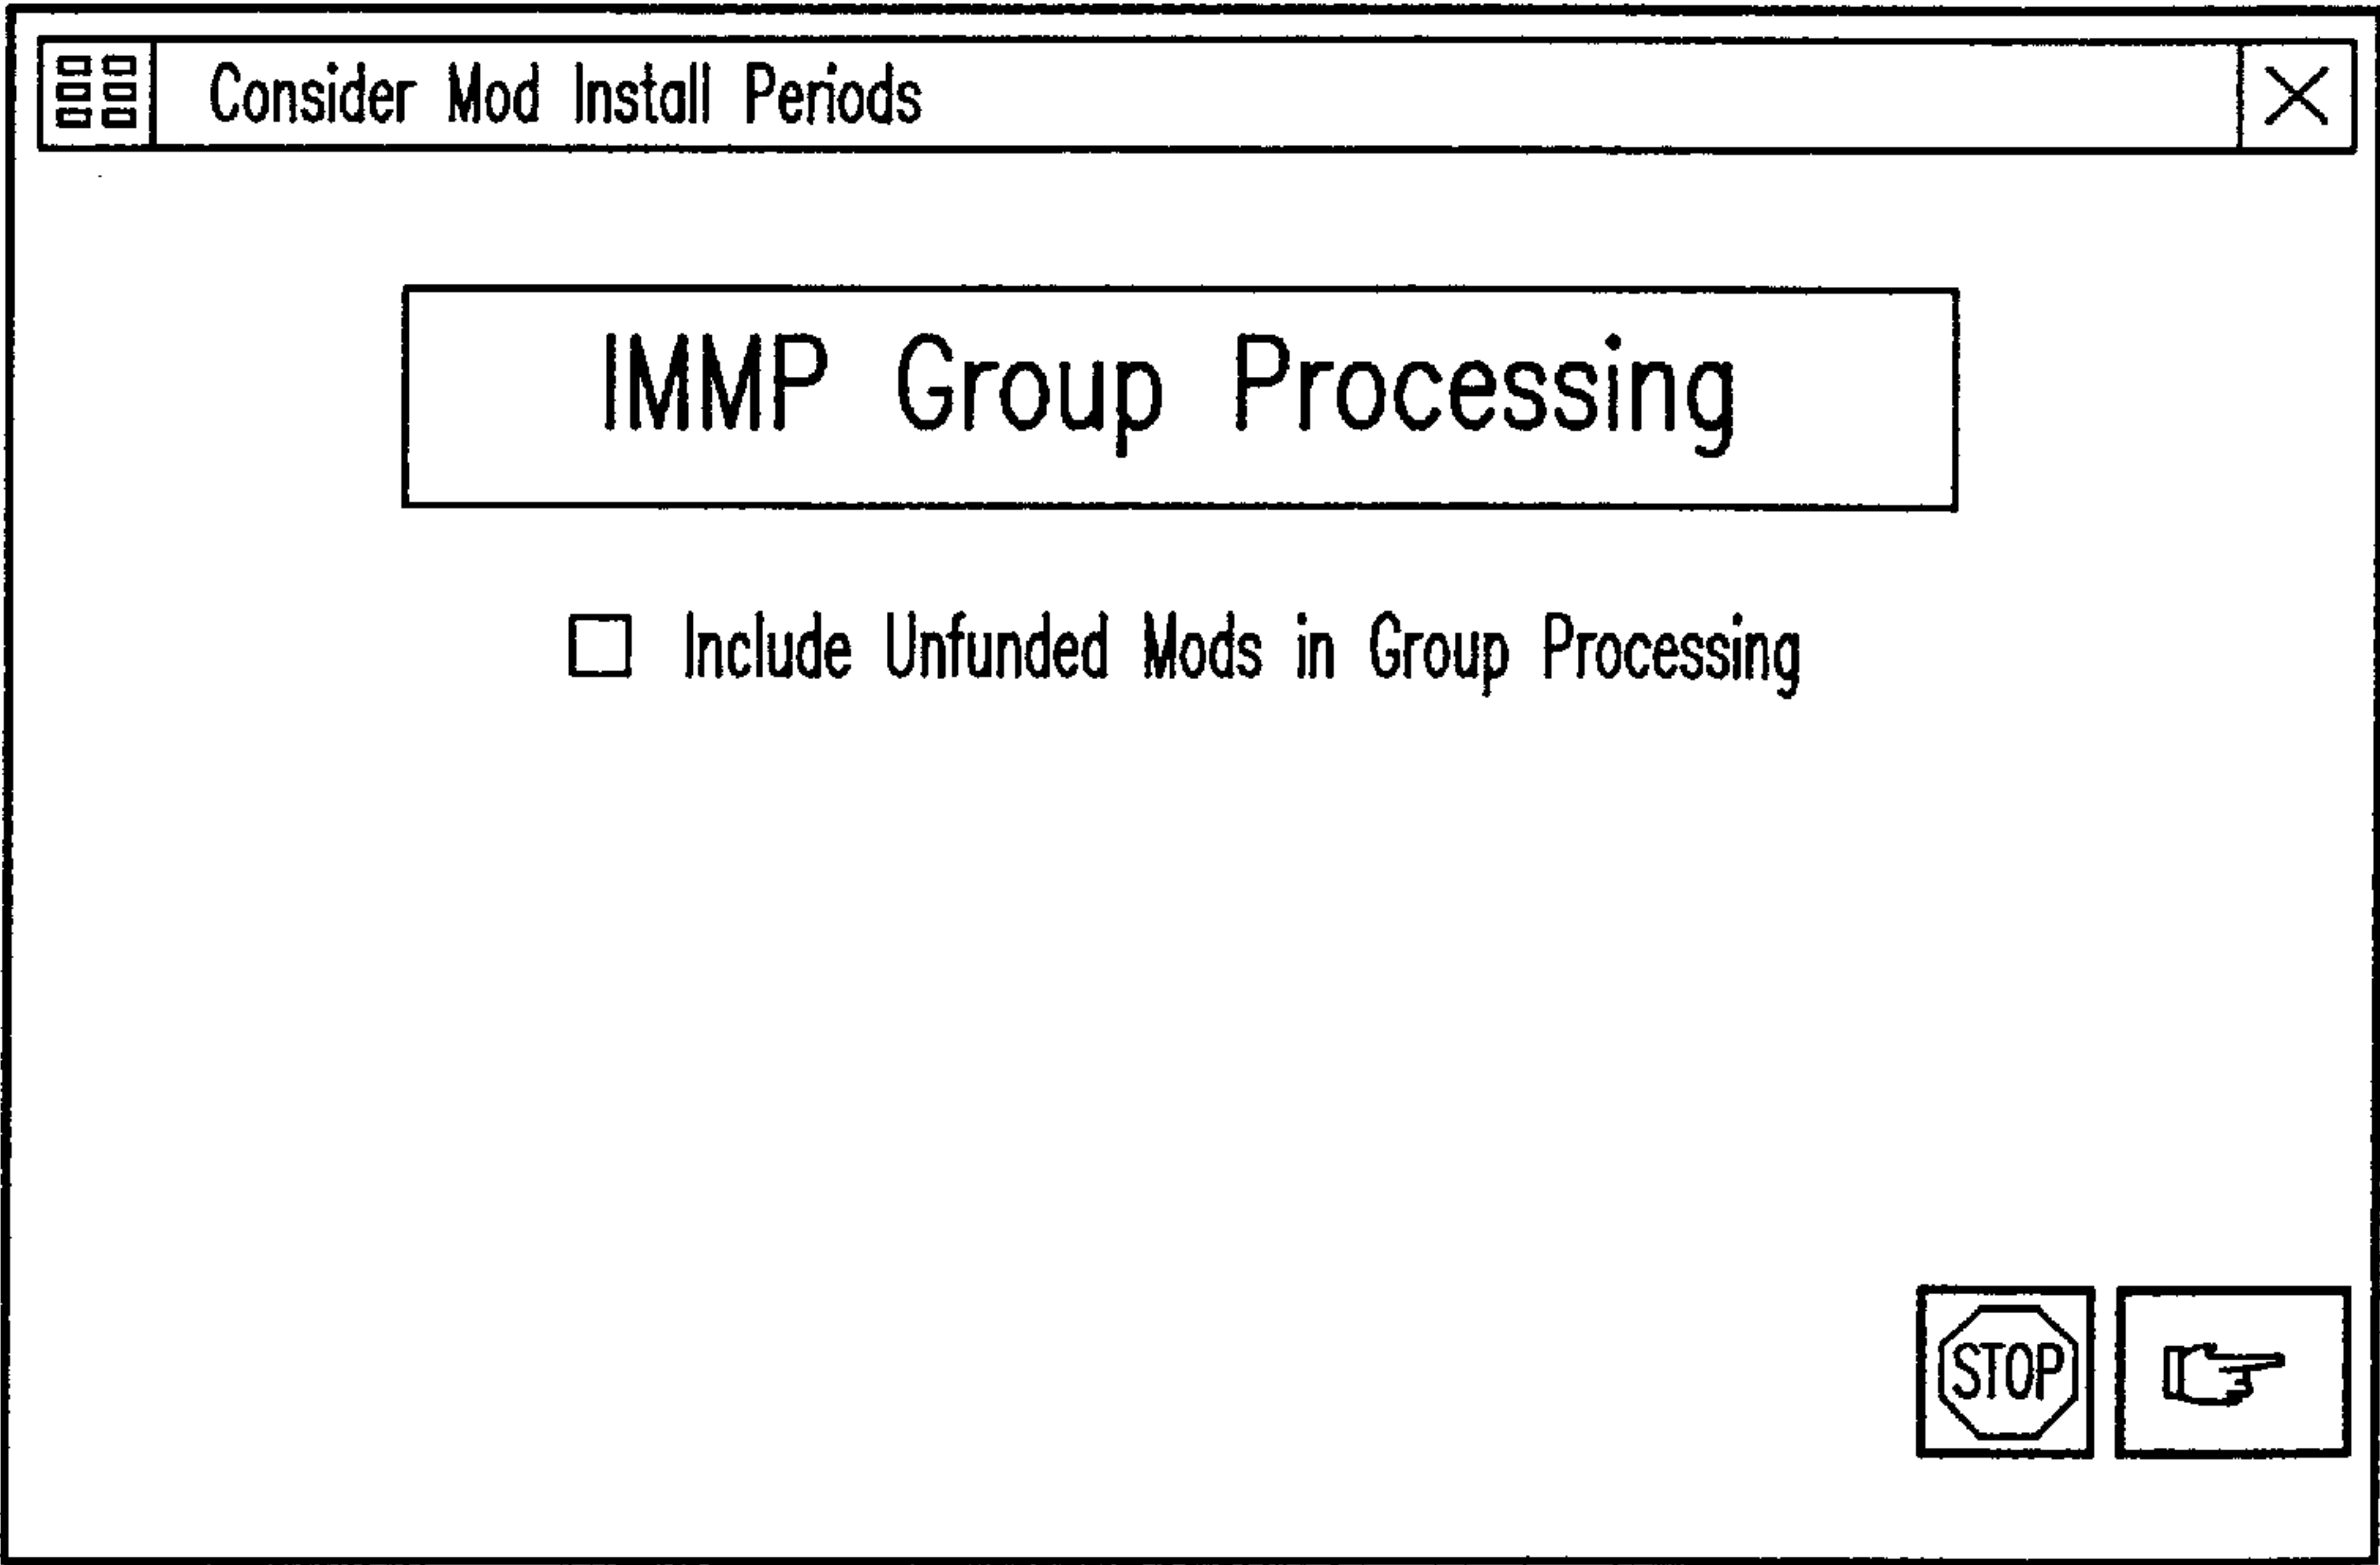 Consider Mod Install Periods
IMMP Group Processing
Include Unfunded Mods in Group Processing
STOP